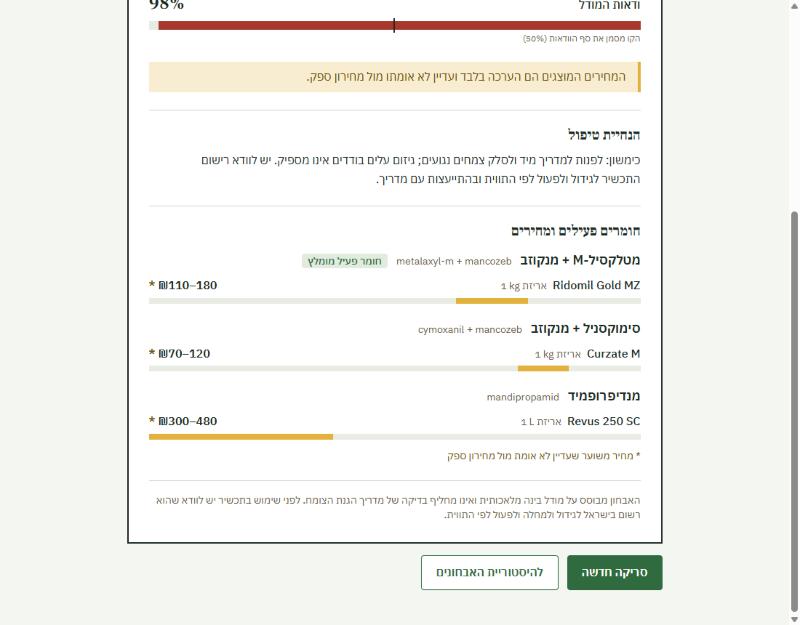 ודאות המודל 98%
הקו מסמן את סף הוודאות (50%)
המחירים המוצגים הם הערכה בלבד ועדיין לא אומתו מול מחירון ספק.
הנחיית טיפול
כימשון: לפנות למדריך מיד ולסלק צמחים נגועים; גיזום עלים בודדים אינו מספיק. יש לוודא רישום
התכשיר לגידול ולפעול לפי התווית ובהתייעצות עם מדריך.
חומרים פעילים ומחירים
מטלקסיל-M + מנקוזב metalaxyl-m + mancozeb חומר פעיל מומלץ
Ridomil Gold MZ אריזת 1 kg ₪110–180 *
סימוקסניל + מנקוזב cymoxanil + mancozeb
Curzate M אריזת 1 kg ₪70–120 *
מנדיפרופמיד mandipropamid
Revus 250 SC אריזת 1 L ₪300–480 *
* מחיר משוער שעדיין לא אומת מול מחירון ספק
האבחון מבוסס על מודל בינה מלאכותית ואינו מחליף בדיקה של מדריך הגנת הצומח. לפני שימוש בתכשיר יש לוודא שהוא
רשום בישראל לגידול ולמחלה ולפעול לפי התווית.
סריקה חדשה
להיסטוריית האבחונים